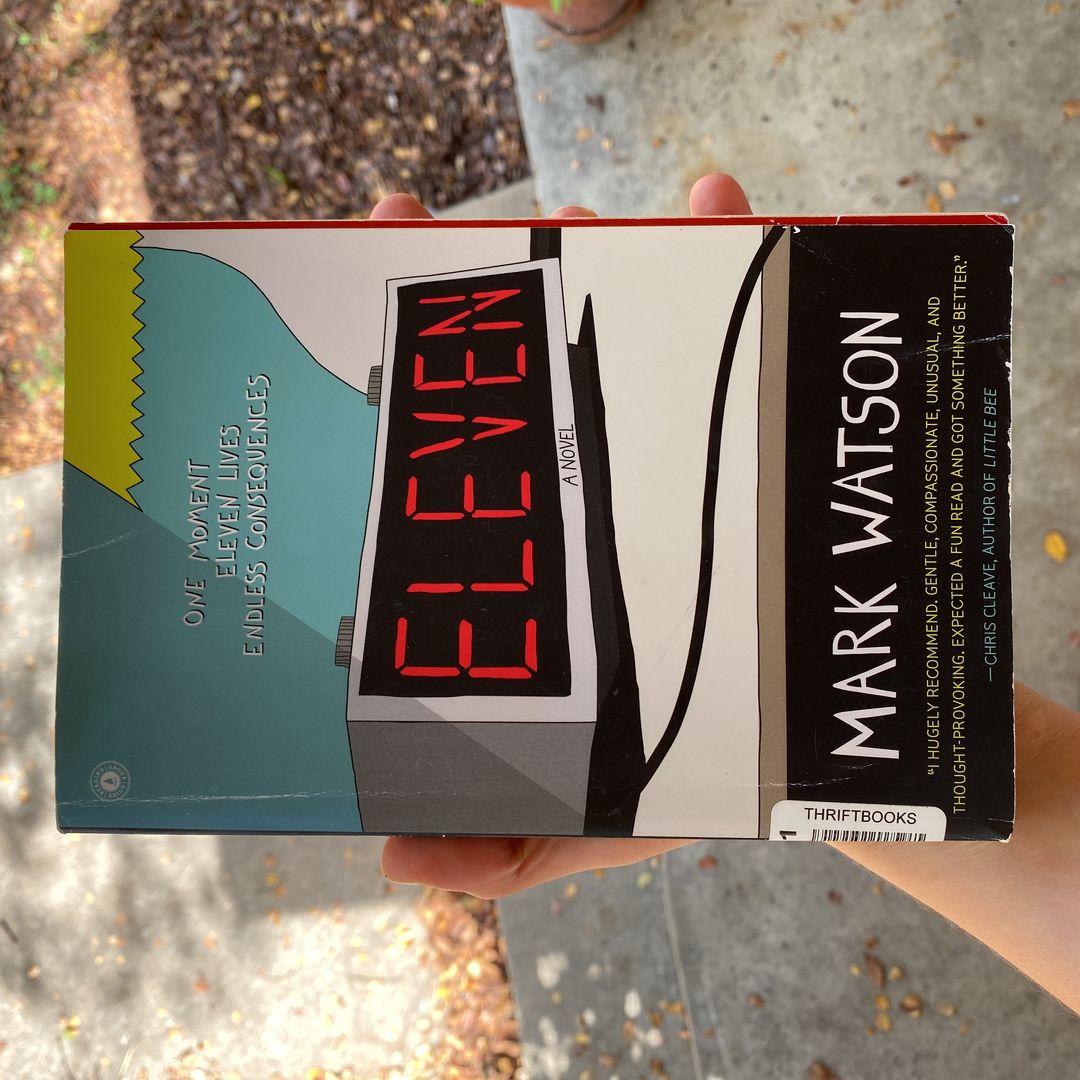 ONE MOMENT
ELEVEN LIVES
ENDLESS CONSEQUENCES
ELEVEN
A NOVEL
MARK WATSON
“I HUGELY RECOMMEND. GENTLE, COMPASSIONATE, UNUSUAL, AND
THOUGHT-PROVOKING. EXPECTED A FUN READ AND GOT SOMETHING BETTER.”
—CHRIS CLEAVE, AUTHOR OF LITTLE BEE
THRIFTBOOKS
1